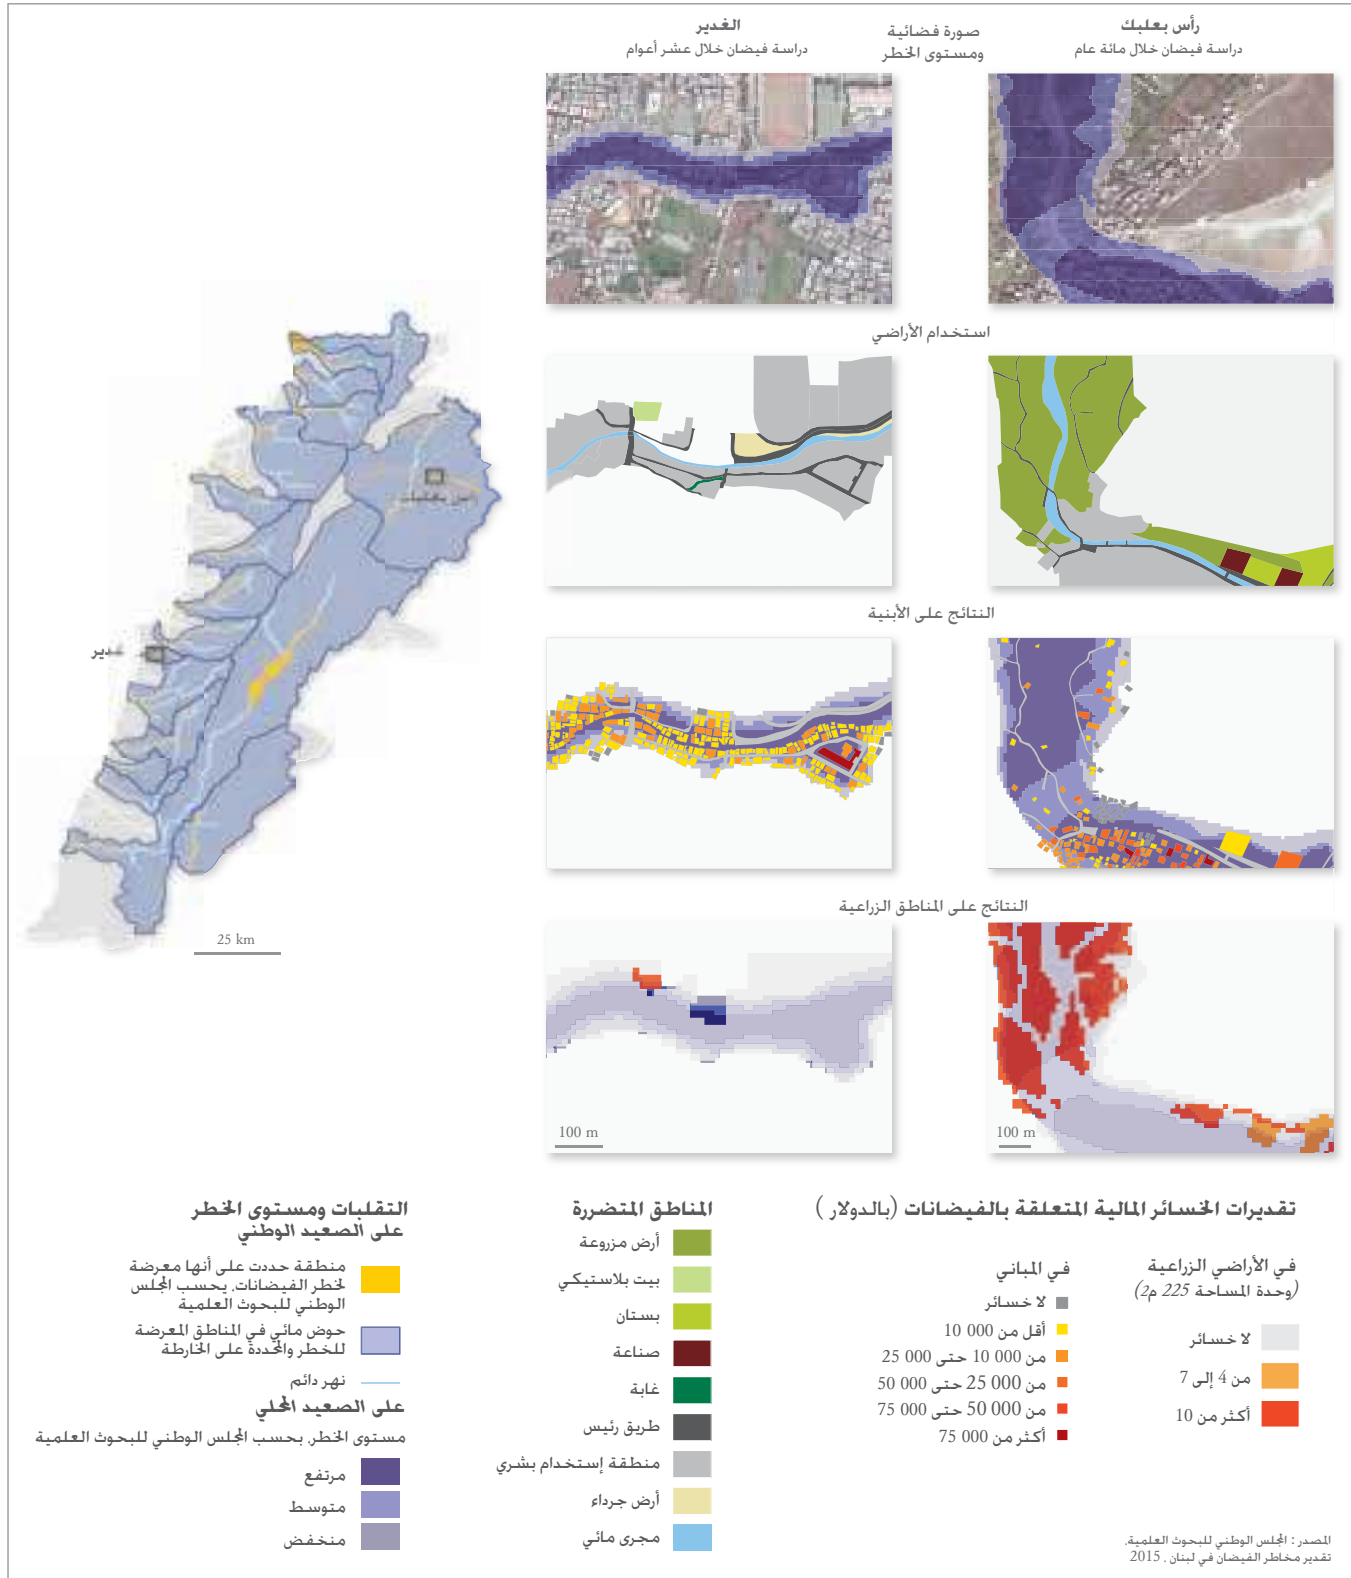 رأس بعلبك
دراسة فيضان خلال مائة عام
صورة فضائية
ومستوى الخطر
الغدير
دراسة فيضان خلال عشر أعوام
استخدام الأراضي
النتائج على الأبنية
النتائج على المناطق الزراعية
غدير
25 km
100 m
100 m
تقديرات الخسائر المالية المتعلقة بالفيضانات (بالدولار )
في الأراضي الزراعية
(وحدة المساحة 225 م2)
لا خسائر
من 4 إلى 7
أكثر من 10
في المباني
لا خسائر
أقل من 000 10
من 000 10 حتى 000 25
من 000 25 حتى 000 50
من 000 50 حتى 000 75
أكثر من 000 75
المناطق المتضررة
أرض مزروعة
بيت بلاستيكي
بستان
صناعة
غابة
طريق رئيس
منطقة إستخدام بشري
أرض جرداء
مجرى مائي
التقلبات ومستوى الخطر
على الصعيد الوطني
منطقة حددت على أنها معرضة
لخطر الفيضانات، يحسب المجلس
الوطني للبحوث العلمية
حوض مائي في المناطق المعرضة
للخطر والمحددة على الخارطة
نهر دائم
على الصعيد المحلي
مستوى الخطر، بحسب المجلس الوطني للبحوث العلمية
مرتفع
متوسط
منخفض
المصدر : المجلس الوطني للبحوث العلمية،
تقدير مخاطر الفيضان في لبنان . 2015